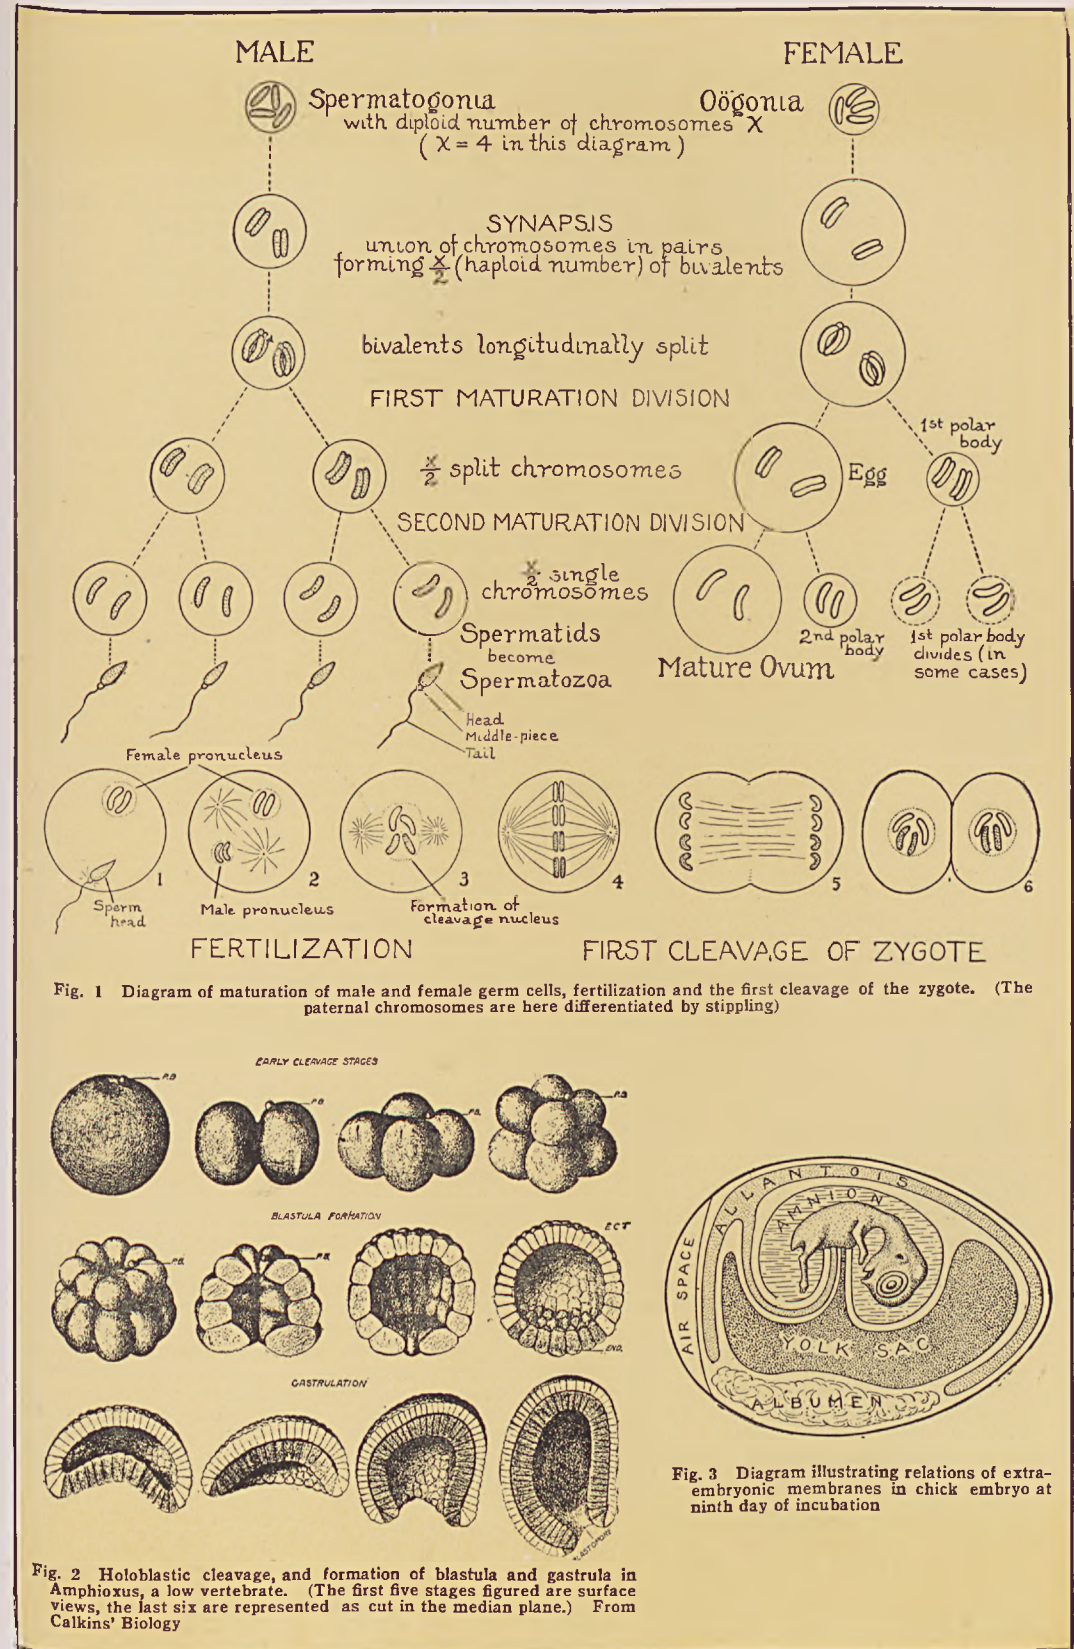 MALE
FEMALE
Spermatogonia
Oögonia
with diploid number of chromosomes X
( X = 4 in this diagram )
SYNAPSIS
union of chromosomes in pairs
forming X/2 (haploid number) of bivalents
bivalents longitudinally split
FIRST MATURATION DIVISION
1st polar
body
X/2 split chromosomes
Egg
SECOND MATURATION DIVISION
X/2 single
chromosomes
Spermatids
become
Spermatozoa
Head
Middle-piece
Tail
Mature Ovum
2nd polar
body
1st polar body
divides (in
some cases)
Female pronucleus
1
2
3
4
5
6
Sperm
head
Male pronucleus
Formation of
cleavage nucleus
FERTILIZATION
FIRST CLEAVAGE OF ZYGOTE
Fig. 1 Diagram of maturation of male and female germ cells, fertilization and the first cleavage of the zygote. (The
paternal chromosomes are here differentiated by stippling)
EARLY CLEAVAGE STAGES
P.B
P.B
P.B.
P.B
BLASTULA FORMATION
P.B.
P.B.
ECT
END.
GASTRULATION
BLASTOPORE
Fig. 2 Holoblastic cleavage, and formation of blastula and gastrula in
Amphioxus, a low vertebrate. (The first five stages figured are surface
views, the last six are represented as cut in the median plane.) From
Calkins' Biology
ALLANTOIS
AMNION
AIR SPACE
YOLK SAC
ALBUMEN
Fig. 3 Diagram illustrating relations of extra-
embryonic membranes in chick embryo at
ninth day of incubation